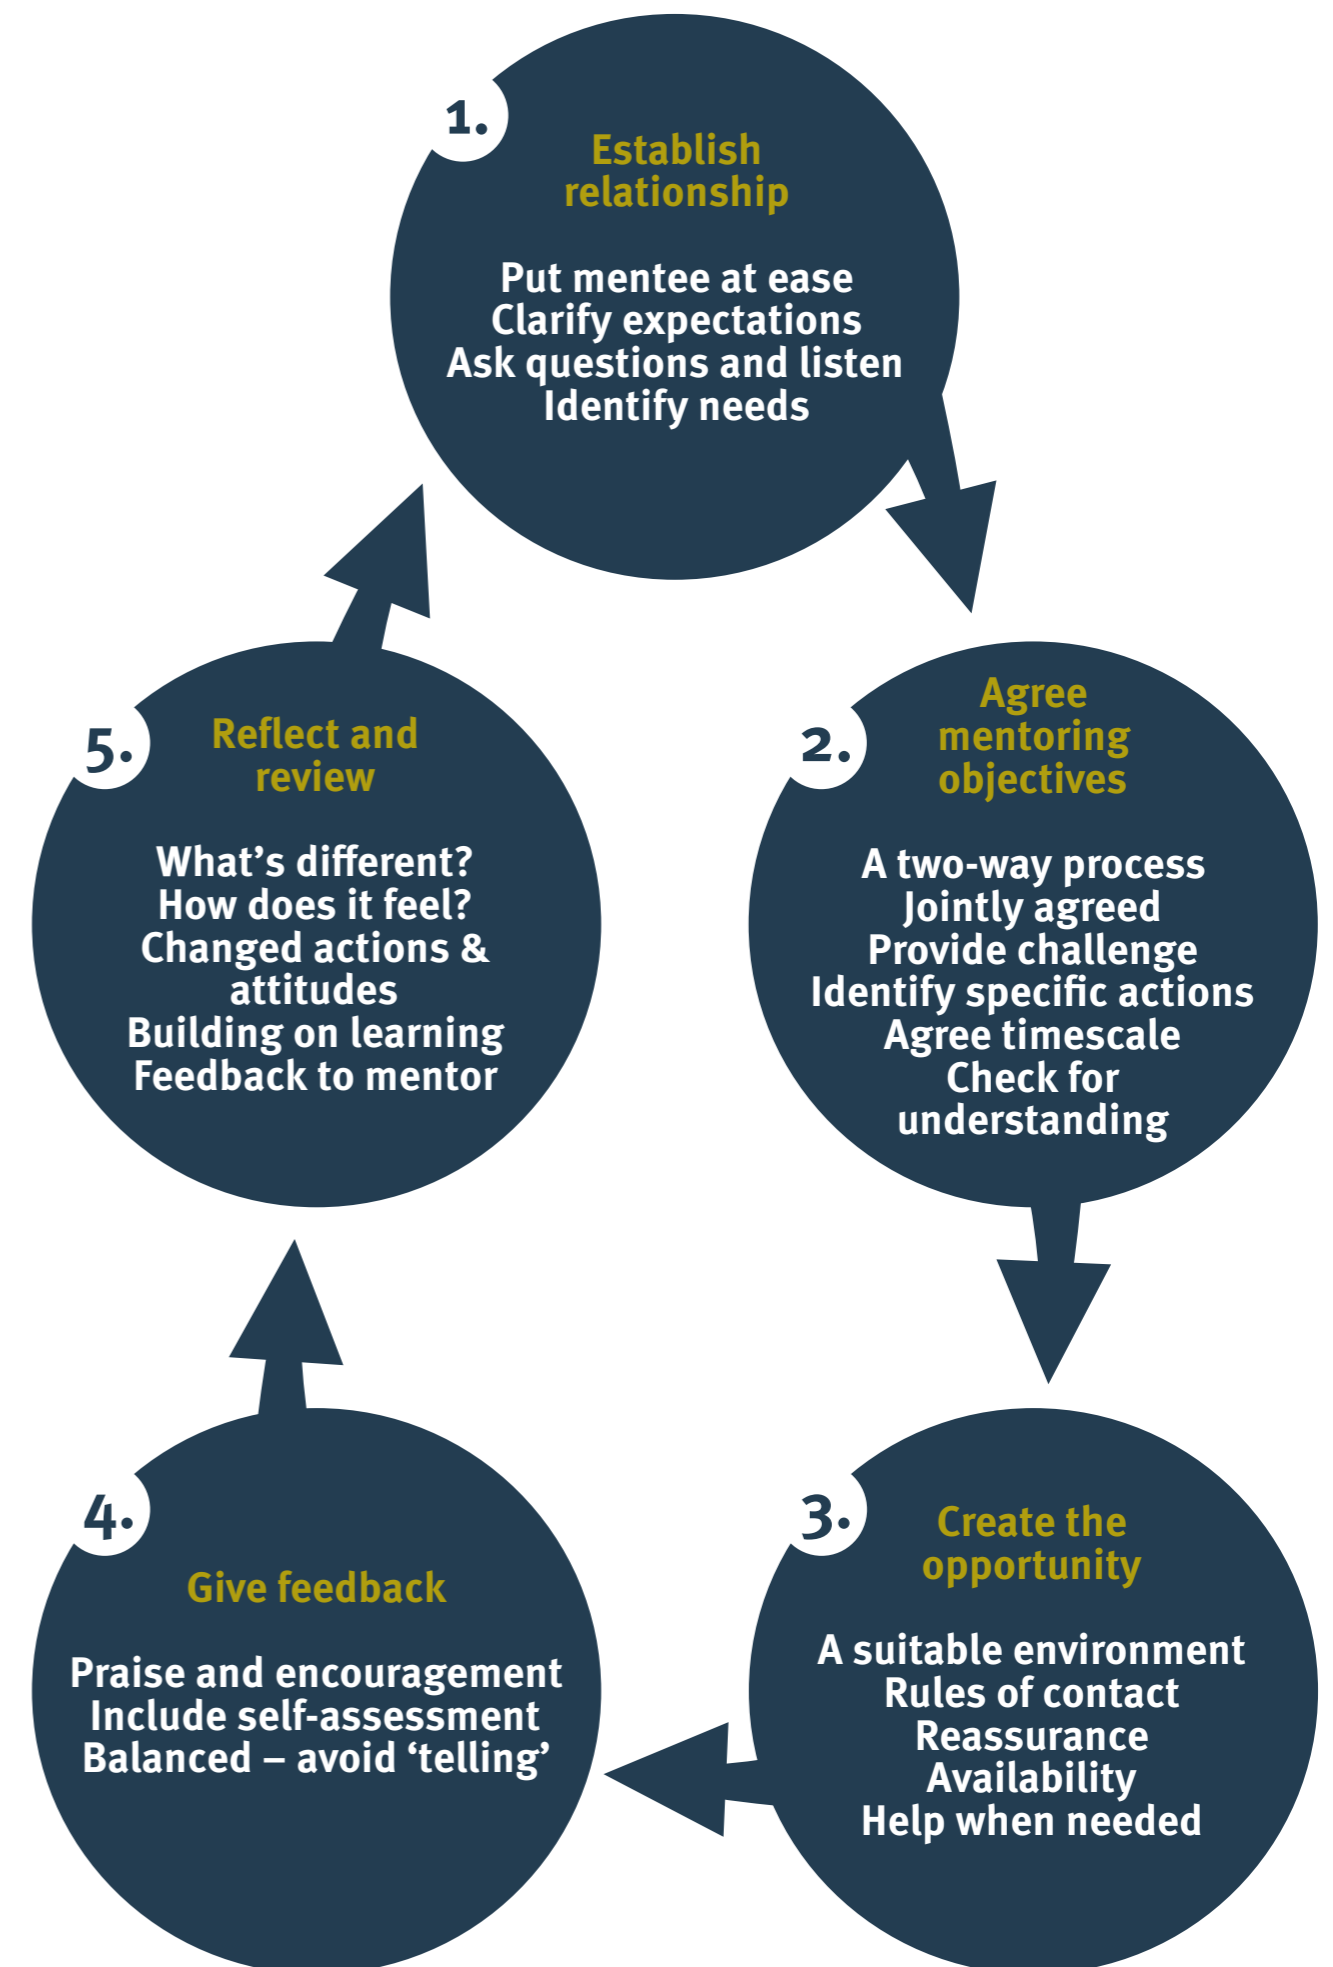 1.
Establish
relationship
Put mentee at ease
Clarify expectations
Ask questions and listen
Identify needs
2.
Agree
mentoring
objectives
A two-way process
Jointly agreed
Provide challenge
Identify specific actions
Agree timescale
Check for
understanding
3.
Create the
opportunity
A suitable environment
Rules of contact
Reassurance
Availability
Help when needed
4.
Give feedback
Praise and encouragement
Include self-assessment
Balanced – avoid ‘telling’
5.
Reflect and
review
What’s different?
How does it feel?
Changed actions &
attitudes
Building on learning
Feedback to mentor